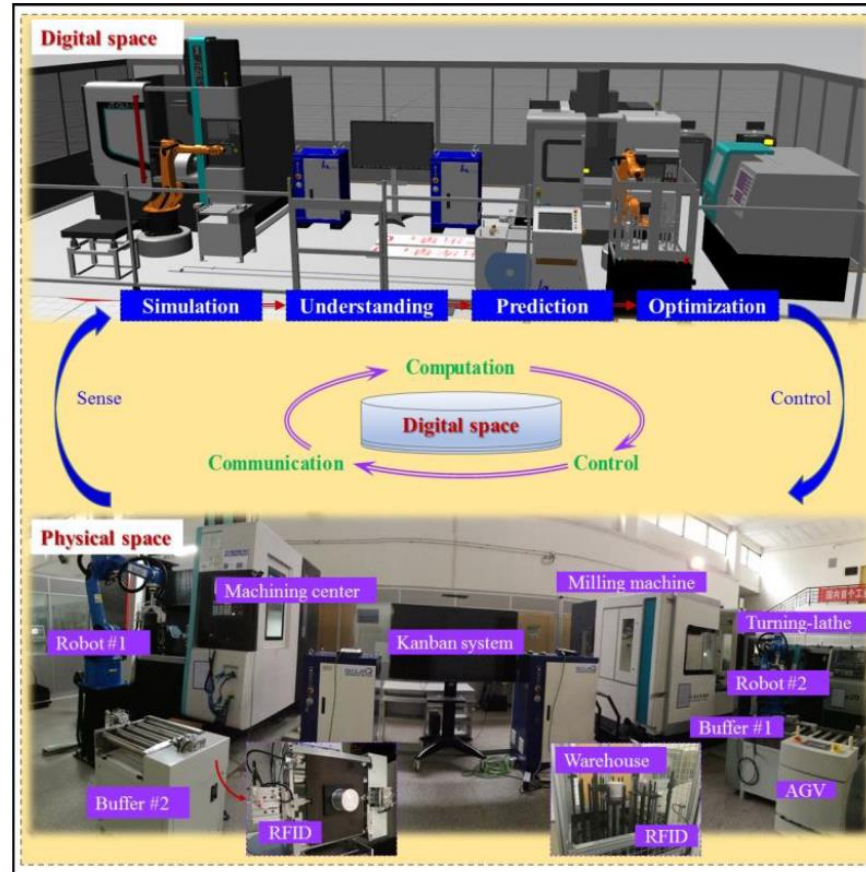 Digital space
Simulation
Understanding
Prediction
Optimization
Sense
Computation
Control
Digital space
Communication
Control
Physical space
Machining center
Milling machine
Turning-lathe
Robot #1
Kanban system
Robot #2
Buffer #1
Warehouse
Buffer #2
AGV
RFID
RFID